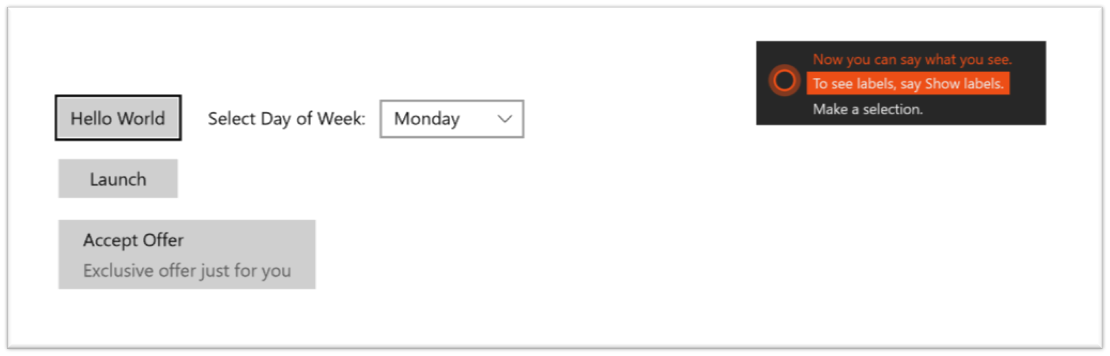 Now you can say what you see.
To see labels, say Show labels.
Make a selection.
Hello World
Select Day of Week:
Monday
Launch
Accept Offer
Exclusive offer just for you